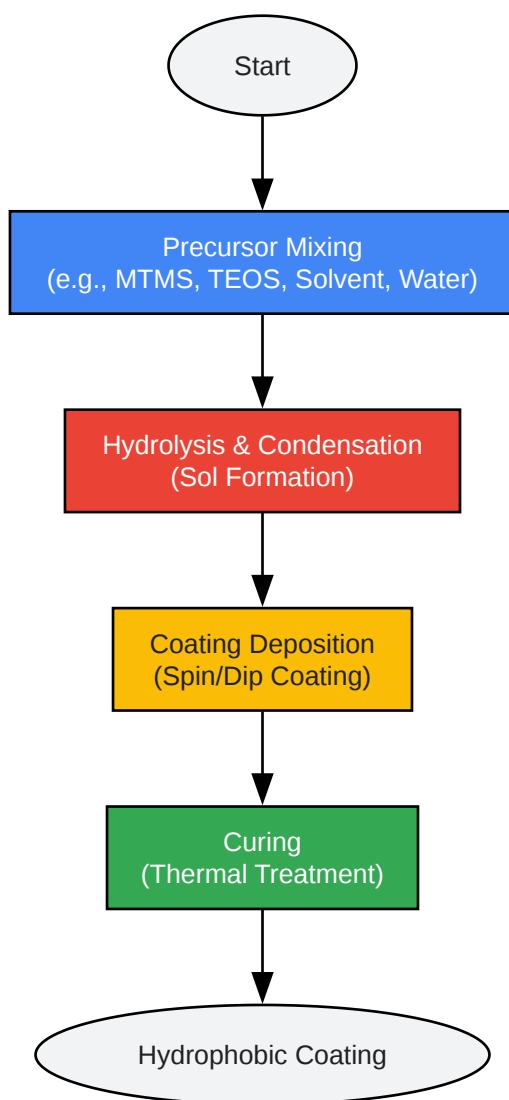 Start
Precursor Mixing
(e.g., MTMS, TEOS, Solvent, Water)
Hydrolysis & Condensation
(Sol Formation)
Coating Deposition
(Spin/Dip Coating)
Curing
(Thermal Treatment)
Hydrophobic Coating